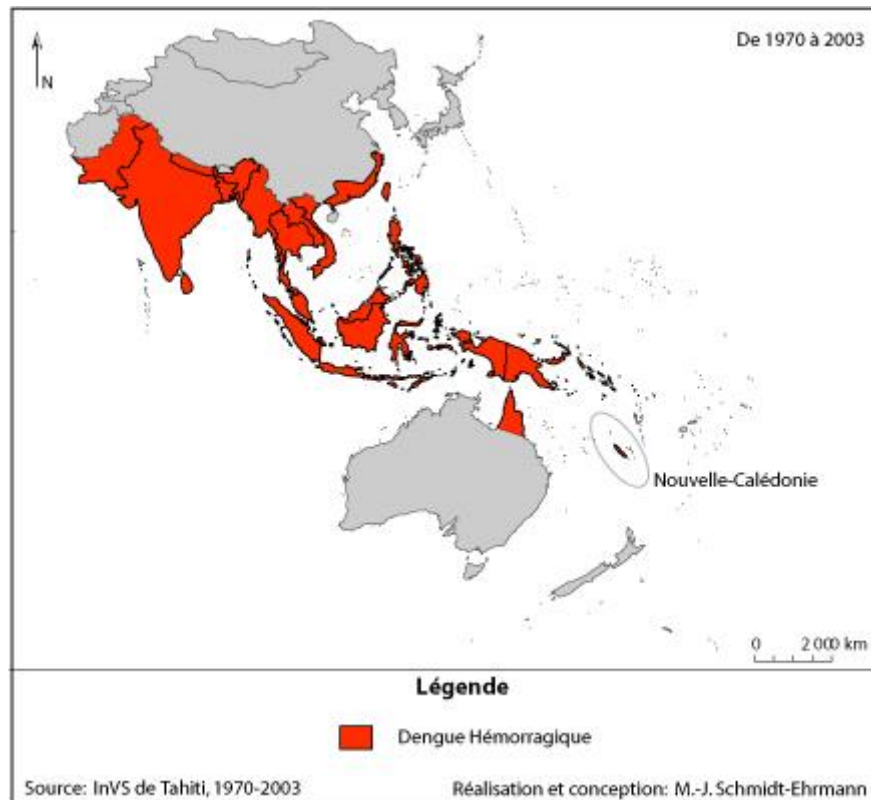 De 1970 à 2003
N
Nouvelle-Calédonie
0 2 000 km
Légende
Dengue Hémorragique
Source: InVS de Tahiti, 1970-2003
Réalisation et conception: M.-J. Schmidt-Ehrmann